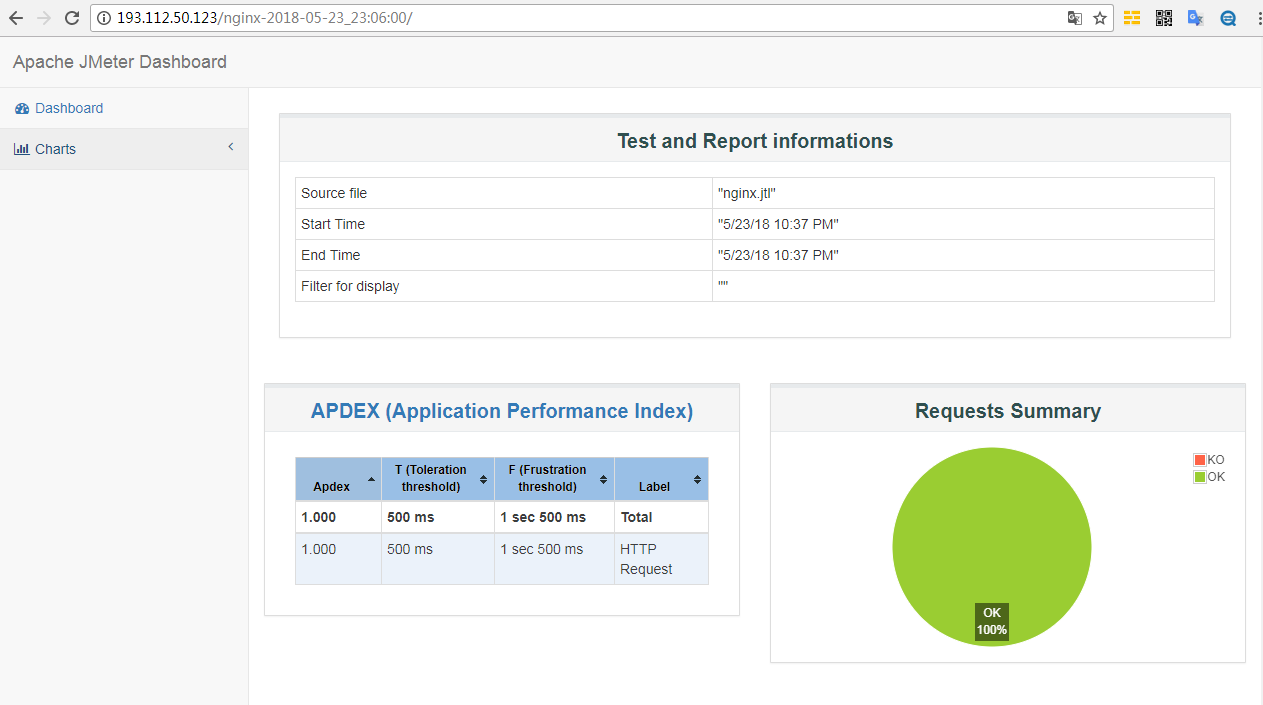 193.112.50.123/nginx-2018-05-23_23:06:00/
Apache JMeter Dashboard
Dashboard
Charts
Test and Report informations
Source file "nginx.jtl"
Start Time "5/23/18 10:37 PM"
End Time "5/23/18 10:37 PM"
Filter for display ""
APDEX (Application Performance Index)
Apdex T (Toleration threshold) F (Frustration threshold) Label
1.000 500 ms 1 sec 500 ms Total
1.000 500 ms 1 sec 500 ms HTTP Request
Requests Summary
KO
OK
OK
100%